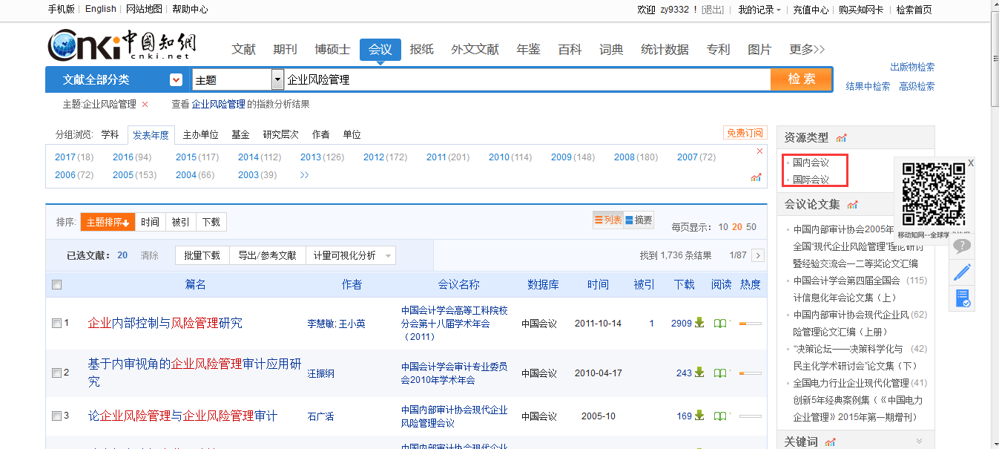 手机版 English 网站地图 帮助中心 欢迎 zy9332 ! [退出] 我的记录 充值中心 购买知网卡 检索首页
Cnki 中国知網
cnki.net
文献 期刊 博硕士 会议 报纸 外文文献 年鉴 百科 词典 统计数据 专利 图片 更多>>
出版物检索
文献全部分类 主题 企业风险管理 检索
结果中检索 高级检索
主题:企业风险管理 × 查看 企业风险管理 的指数分析结果
分组浏览: 学科 发表年度 主办单位 基金 研究层次 作者 单位 免费订阅
2017(18) 2016(94) 2015(117) 2014(112) 2013(126) 2012(172) 2011(201) 2010(114) 2009(148) 2008(180) 2007(72)
2006(72) 2005(153) 2004(66) 2003(39) >>
排序: 主题排序 时间 被引 下载 列表 摘要 每页显示: 10 20 50
已选文献: 20 清除 批量下载 导出/参考文献 计量可视化分析 找到 1,736 条结果 1/87 >
篇名 作者 会议名称 数据库 时间 被引 下载 阅读 热度
1 企业内部控制与风险管理研究 李慧敏; 王小英 中国会计学会高等工科院校
分会第十八届学术年会
（2011） 中国会议 2011-10-14 1 2909
2 基于内审视角的企业风险管理审计应用研
究 汪振纲 中国会计学会审计专业委员
会2010年学术年会 中国会议 2010-04-17 243
3 论企业风险管理与企业风险管理审计 石广活 中国内部审计协会现代企业
风险管理会议 中国会议 2005-10 169
资源类型
国内会议
国际会议
X
移动知网--全球学
会议论文集
中国内部审计协会2005年
全国“现代企业风险管理”理论研讨
暨经验交流会一二等奖论文汇编
中国会计学会第四届全国会 (115)
计信息化年会论文集（上）
中国内部审计协会现代企业风 (62)
险管理论文汇编（上册）
“决策论坛——决策科学化与 (42)
民主化学术研讨会”论文集（下）
全国电力行业企业现代化管理 (41)
创新5年经典案例集（《中国电力
企业管理》2015年第一期增刊）
关键词